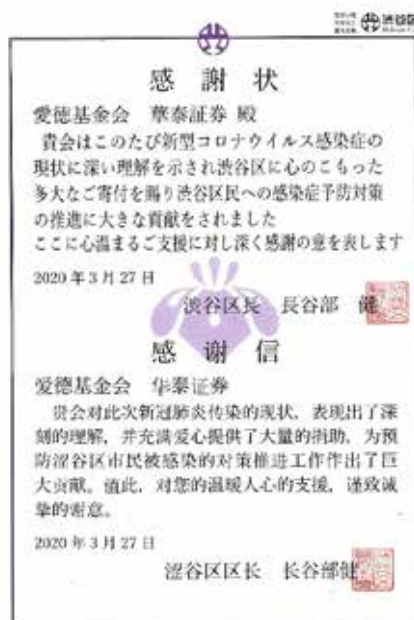 渋谷区
感謝状
愛徳基金会 華泰証券 殿
貴会はこのたび新型コロナウイルス感染症の
現状に深い理解を示され渋谷区に心のこもった
多大なご寄付を賜り渋谷区民への感染症予防対策
の推進に大きな貢献をされました
ここに心温まるご支援に対し深く感謝の意を表します
2020年3月27日
渋谷区長 長谷部 健
感谢信
爱德基金会 华泰证券
贵会对此次新冠肺炎传染的现状，表现出了深
刻的理解，并充满爱心提供了大量的捐助，为预
防涩谷区市民被感染的对策推进工作作出了巨
大贡献。值此，对您的温暖人心的支援，谨致诚
挚的谢意。
2020年3月27日
涩谷区区长 长谷部健